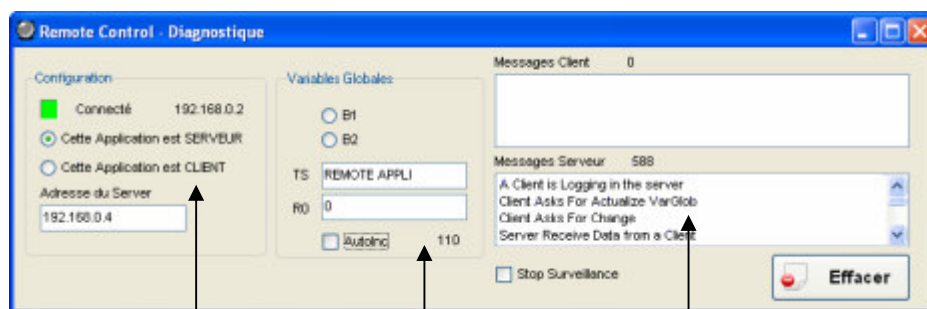 Remote Control - Diagnostique
Configuration
Connecté 192.168.0.2
Cette Application est SERVEUR
Cette Application est CLIENT
Adresse du Server
192.168.0.4
Variables Globales
B1
B2
TS REMOTE APPLI
R0 0
AutoInc 110
Messages Client 0
Messages Serveur 588
A Client is Logging in the server
Client Asks For Actualize VarGlob
Client Asks For Change
Server Receive Data from a Client
Stop Surveillance
Effacer